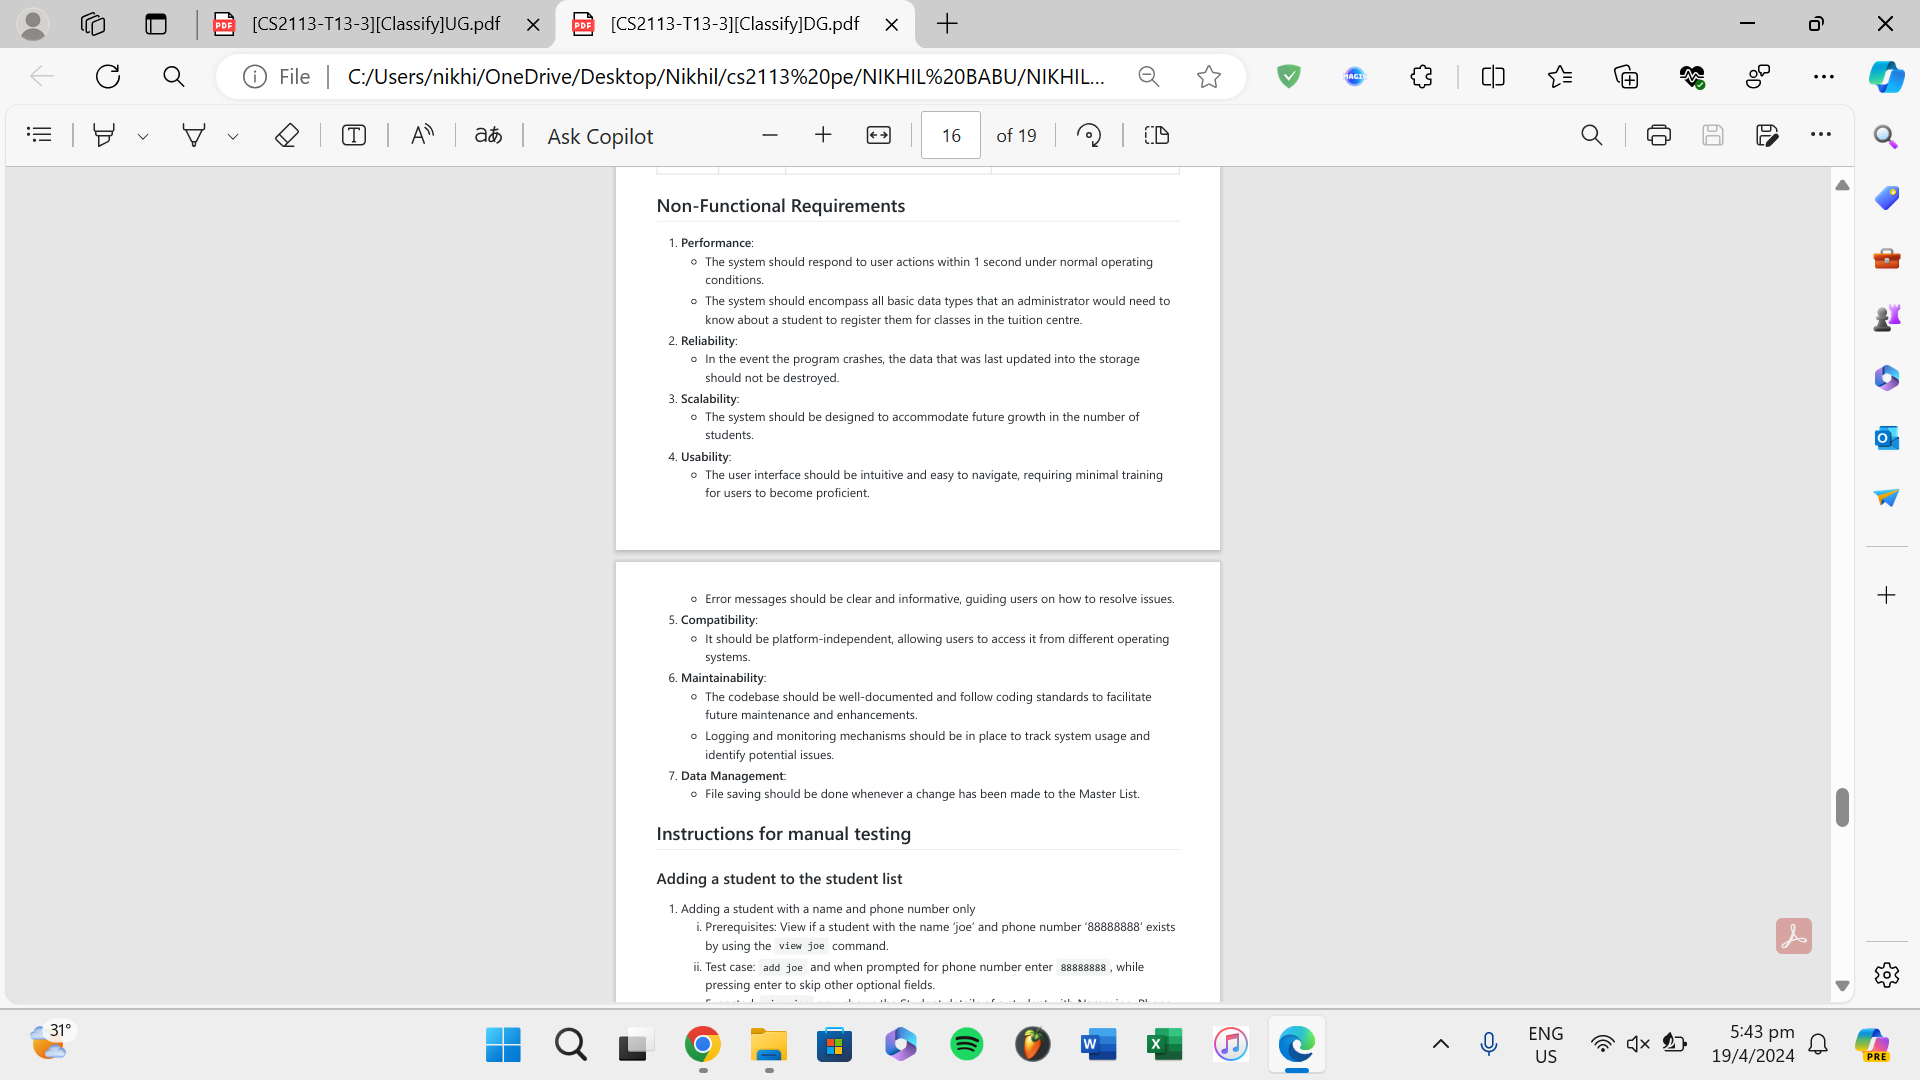 [CS2113-T13-3][Classify]UG.pdf
[CS2113-T13-3][Classify]DG.pdf
File
C:/Users/nikhi/OneDrive/Desktop/Nikhil/cs2113%20pe/NIKHIL%20BABU/NIKHIL...
Ask Copilot
16 of 19
Non-Functional Requirements
1. Performance:
The system should respond to user actions within 1 second under normal operating
conditions.
The system should encompass all basic data types that an administrator would need to
know about a student to register them for classes in the tuition centre.
2. Reliability:
In the event the program crashes, the data that was last updated into the storage
should not be destroyed.
3. Scalability:
The system should be designed to accommodate future growth in the number of
students.
4. Usability:
The user interface should be intuitive and easy to navigate, requiring minimal training
for users to become proficient.
Error messages should be clear and informative, guiding users on how to resolve issues.
5. Compatibility:
It should be platform-independent, allowing users to access it from different operating
systems.
6. Maintainability:
The codebase should be well-documented and follow coding standards to facilitate
future maintenance and enhancements.
Logging and monitoring mechanisms should be in place to track system usage and
identify potential issues.
7. Data Management:
File saving should be done whenever a change has been made to the Master List.
Instructions for manual testing
Adding a student to the student list
1. Adding a student with a name and phone number only
i. Prerequisites: View if a student with the name ‘joe’ and phone number ‘88888888’ exists
by using the view joe command.
ii. Test case: add joe and when prompted for phone number enter 88888888, while
pressing enter to skip other optional fields.
31°
ENG
US
5:43 pm
19/4/2024
PRE